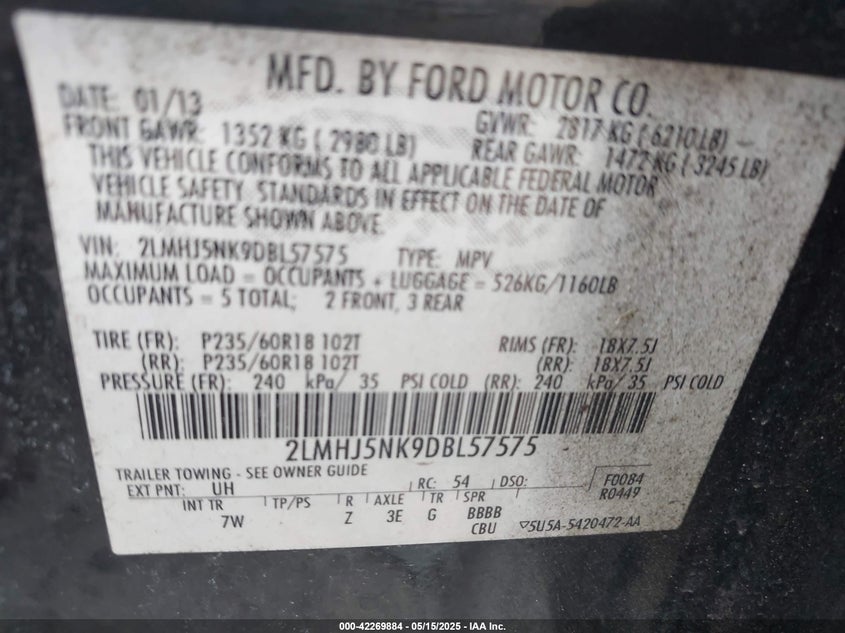 MFD. BY FORD MOTOR CO.
DATE: 01/13 GVWR: 2817 KG ( 6210 LB)
FRONT GAWR: 1352 KG ( 2980 LB) REAR GAWR: 1472 KG ( 3245 LB)
THIS VEHICLE CONFORMS TO ALL APPLICABLE FEDERAL MOTOR
VEHICLE SAFETY STANDARDS IN EFFECT ON THE DATE OF
MANUFACTURE SHOWN ABOVE.
VIN: 2LMHJ5NK9DBL57575 TYPE: MPV
MAXIMUM LOAD = OCCUPANTS + LUGGAGE = 526KG/1160LB
OCCUPANTS = 5 TOTAL; 2 FRONT, 3 REAR
TIRE (FR): P235/60R18 102T RIMS (FR): 18X7.5J
(RR): P235/60R18 102T (RR): 18X7.5J
PRESSURE (FR): 240 kPa/ 35 PSI COLD (RR): 240 kPa/ 35 PSI COLD
2LMHJ5NK9DBL57575
TRAILER TOWING - SEE OWNER GUIDE
EXT PNT: UH RC: 54 DSO: F0084
R0449
INT TR TP/PS R AXLE TR SPR
7W Z 3E G BBBB
CBU ▽5U5A-5420472-AA
000-42269884 - 05/15/2025 - IAA Inc.